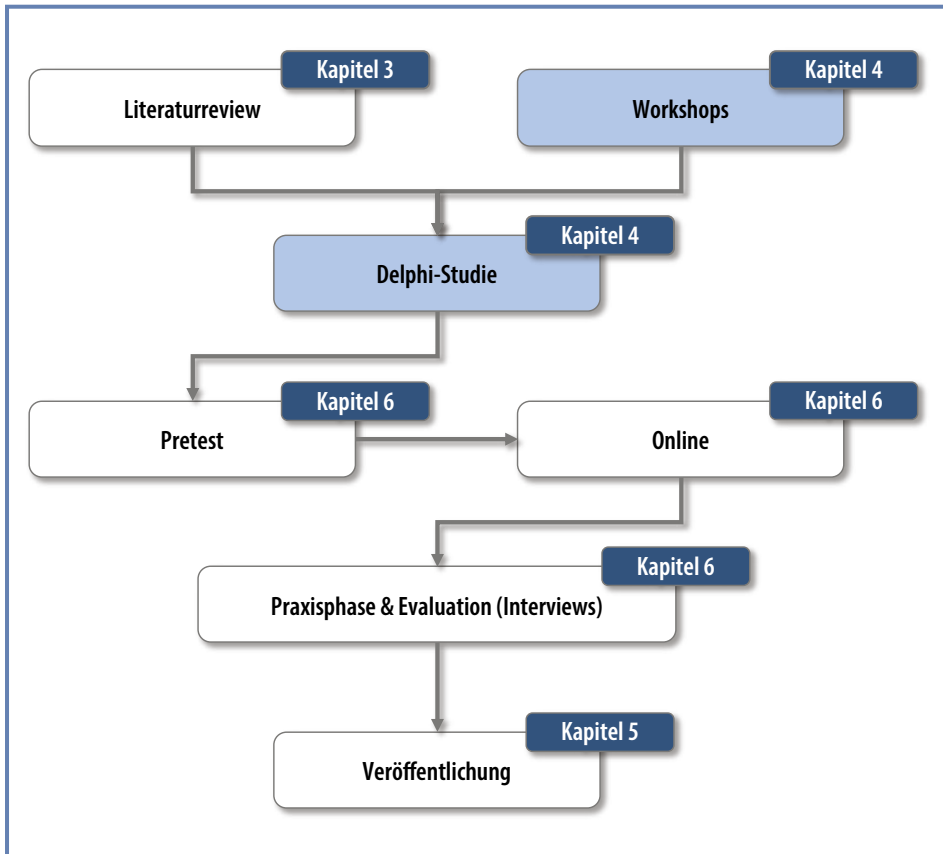 Kapitel 3
Literaturreview
Kapitel 4
Workshops
Kapitel 4
Delphi-Studie
Kapitel 6
Pretest
Kapitel 6
Online
Kapitel 6
Praxisphase & Evaluation (Interviews)
Kapitel 5
Veröffentlichung